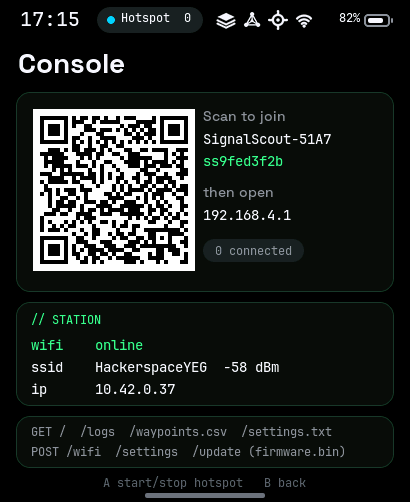 17:15 Hotspot 0 82%
Console
Scan to join
SignalScout-51A7
ss9fed3f2b
then open
192.168.4.1
0 connected
// STATION
wifi online
ssid HackerspaceYEG -58 dBm
ip 10.42.0.37
GET / /logs /waypoints.csv /settings.txt
POST /wifi /settings /update (firmware.bin)
A start/stop hotspot B back